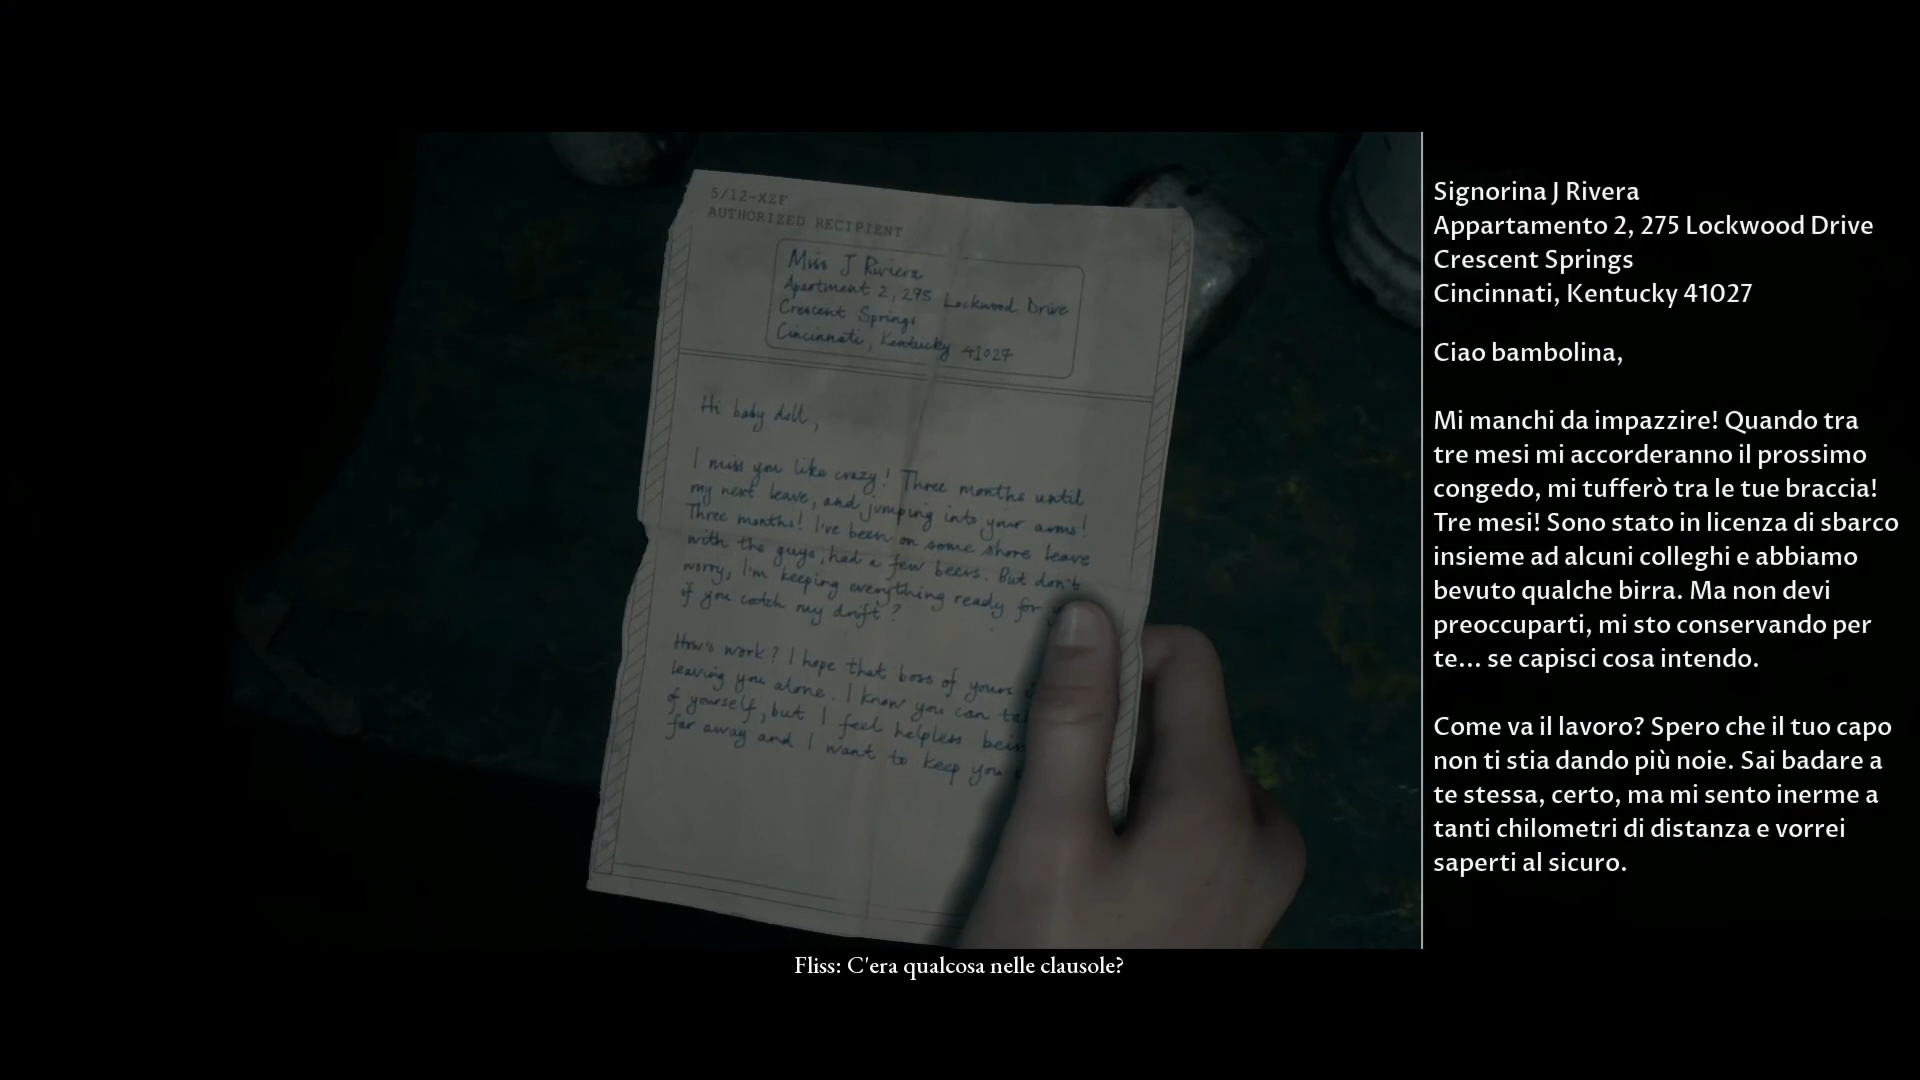 5/12-XZF
AUTHORIZED RECIPIENT
Miss J Riviera
Apartment 2, 275 Lockwood Drive
Crescent Springs
Cincinnati, Kentucky 41027
Hi baby doll,
I miss you like crazy! Three months until
my next leave, and jumping into your arms!
Three months! I've been on some shore leave
with the guys, had a few beers. But don't
worry, I'm keeping everything ready for
if you catch my drift?
How's work? I hope that boss of yours
leaving you alone. I know you can
of yourself, but I feel helpless
far away and I want to keep you
Signorina J Rivera
Appartamento 2, 275 Lockwood Drive
Crescent Springs
Cincinnati, Kentucky 41027
Ciao bambolina,
Mi manchi da impazzire! Quando tra
tre mesi mi accorderanno il prossimo
congedo, mi tufferò tra le tue braccia!
Tre mesi! Sono stato in licenza di sbarco
insieme ad alcuni colleghi e abbiamo
bevuto qualche birra. Ma non devi
preoccuparti, mi sto conservando per
te... se capisci cosa intendo.
Come va il lavoro? Spero che il tuo capo
non ti stia dando più noie. Sai badare a
te stessa, certo, ma mi sento inerme a
tanti chilometri di distanza e vorrei
saperti al sicuro.
Fliss: C'era qualcosa nelle clausole?